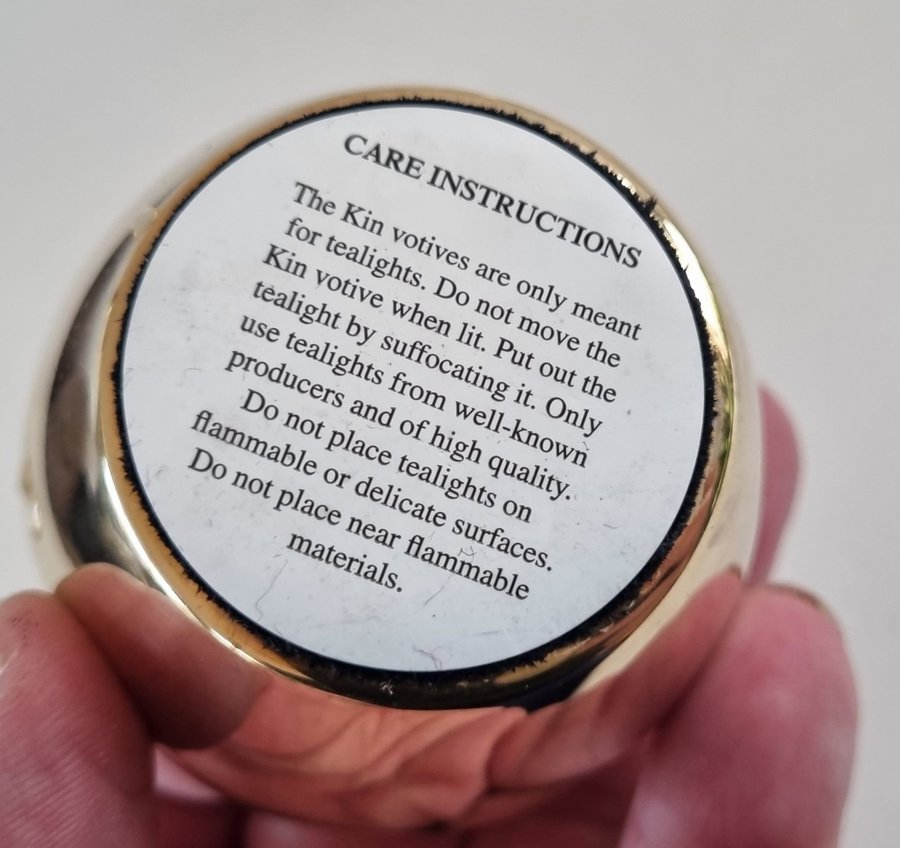 CARE INSTRUCTIONS
The Kin votives are only meant
for tealights. Do not move the
Kin votive when lit. Put out the
tealight by suffocating it. Only
use tealights from well-known
producers and of high quality.
Do not place tealights on
flammable or delicate surfaces.
Do not place near flammable
materials.